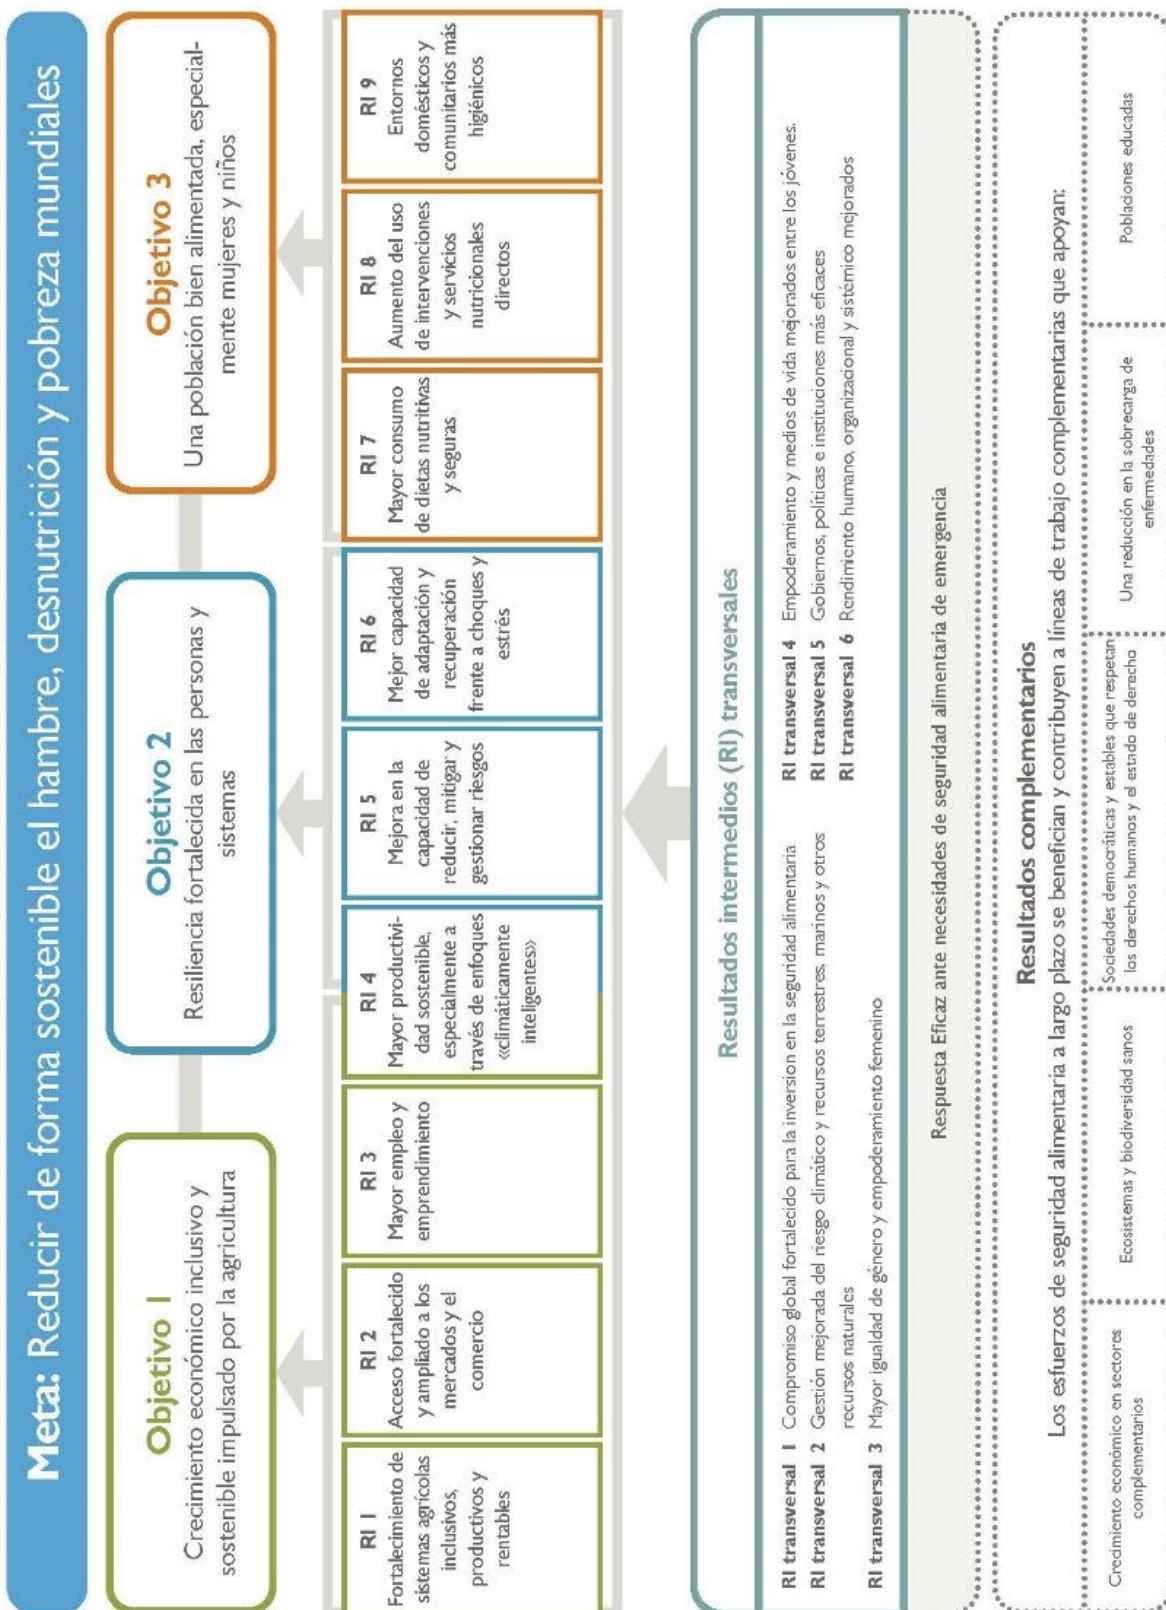 Meta: Reducir de forma sostenible el hambre, desnutrición y pobreza mundiales
Objetivo 1
Crecimiento económico inclusivo y
sostenible impulsado por la agricultura
Objetivo 2
Resiliencia fortalecida en las personas y
sistemas
Objetivo 3
Una población bien alimentada, especial-
mente mujeres y niños
RI 1
Fortalecimiento de
sistemas agrícolas
inclusivos,
productivos y
rentables
RI 2
Acceso fortalecido
y ampliado a los
mercados y el
comercio
RI 3
Mayor empleo y
emprendimiento
RI 4
Mayor productivi-
dad sostenible,
especialmente a
través de enfoques
«climáticamente
inteligentes»
RI 5
Mejora en la
capacidad de
reducir, mitigar y
gestionar riesgos
RI 6
Mejor capacidad
de adaptación y
recuperación
frente a choques y
estrés
RI 7
Mayor consumo
de dietas nutritivas
y seguras
RI 8
Aumento del uso
de intervenciones
y servicios
nutricionales
directos
RI 9
Entornos
domésticos y
comunitarios más
higiénicos
Resultados intermedios (RI) transversales
RI transversal 1 Compromiso global fortalecido para la inversion en la seguridad alimentaria
RI transversal 2 Gestión mejorada del riesgo climático y recursos terrestres, marinos y otros
recursos naturales
RI transversal 3 Mayor igualdad de género y empoderamiento femenino
RI transversal 4 Empoderamiento y medios de vida mejorados entre los jóvenes.
RI transversal 5 Gobiernos, políticas e instituciones más eficaces
RI transversal 6 Rendimiento humano, organizacional y sistémico mejorados
Respuesta Eficaz ante necesidades de seguridad alimentaria de emergencia
Resultados complementarios
Los esfuerzos de seguridad alimentaria a largo plazo se benefician y contribuyen a líneas de trabajo complementarias que apoyan:
Crecimiento económico en sectores
complementarios
Ecosistemas y biodiversidad sanos
Sociedades democráticas y estables que respetan
los derechos humanos y el estado de derecho
Una reducción en la sobrecarga de
enfermedades
Poblaciones educadas